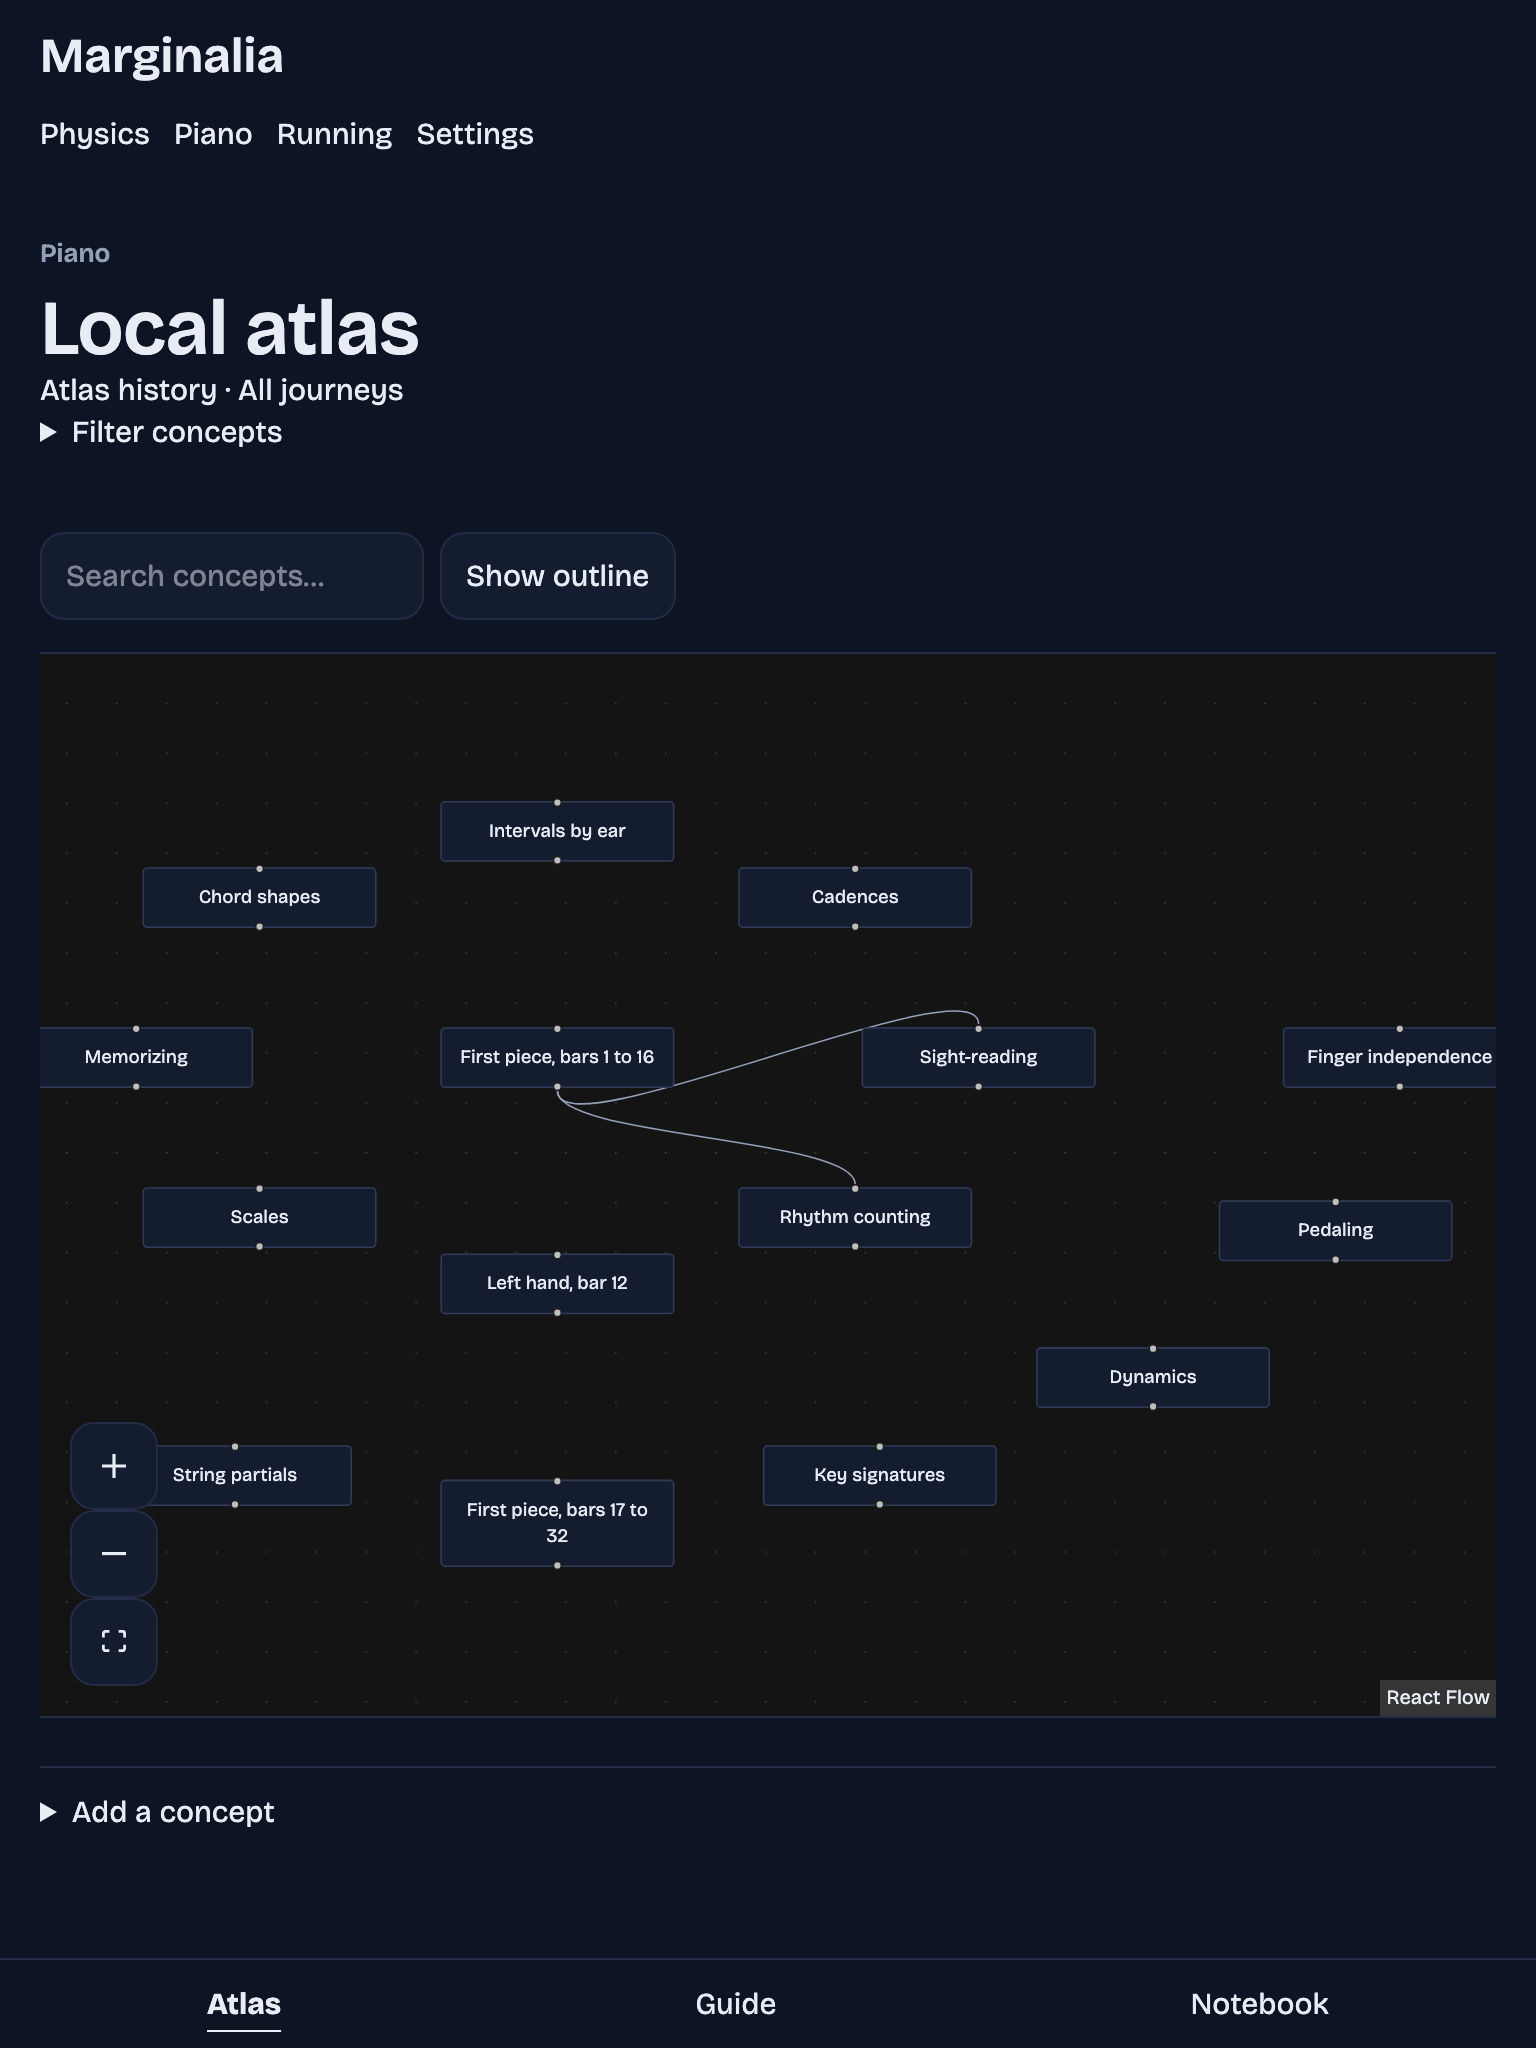 Marginalia
Physics Piano Running Settings
Piano
Local atlas
Atlas history · All journeys
Filter concepts
Search concepts...
Show outline
Intervals by ear
Chord shapes
Cadences
Memorizing
First piece, bars 1 to 16
Sight-reading
Finger independence
Scales
Rhythm counting
Pedaling
Left hand, bar 12
Dynamics
String partials
Key signatures
First piece, bars 17 to
32
React Flow
Add a concept
Atlas
Guide
Notebook